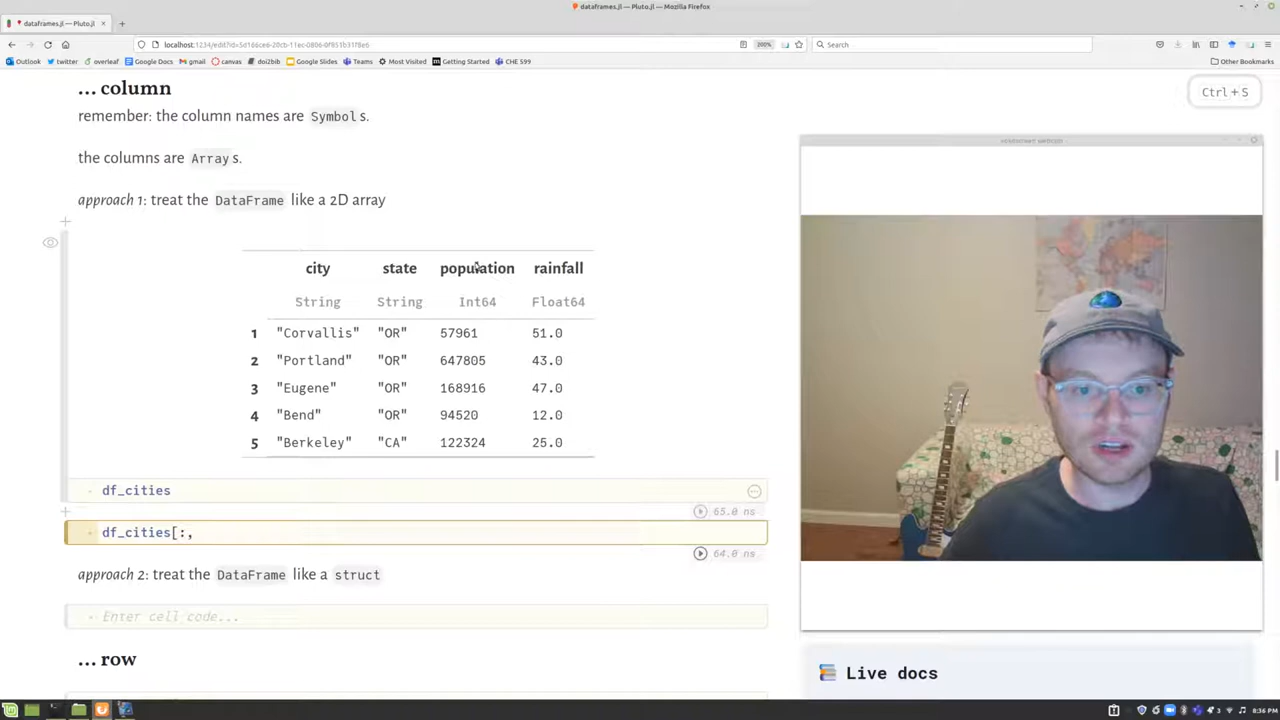 dataframes.jl — Pluto.jl — Mozilla Firefox
dataframes.jl — Pluto.jl
Search
200%
Outlook twitter overleaf Google Docs gmail canvas doi2bib Google Slides Teams Most Visited Getting Started CHE 599 Other Bookmarks
... column
Ctrl + S
remember: the column names are Symbol s.
the columns are Array s.
approach 1: treat the DataFrame like a 2D array
city state population rainfall
String String Int64 Float64
1 "Corvallis" "OR" 57961 51.0
2 "Portland" "OR" 647805 43.0
3 "Eugene" "OR" 168916 47.0
4 "Bend" "OR" 94520 12.0
5 "Berkeley" "CA" 122324 25.0
df_cities
65.0 ns
df_cities[:,
64.0 ns
approach 2: treat the DataFrame like a struct
Enter cell code...
... row
Live docs
8:36 PM